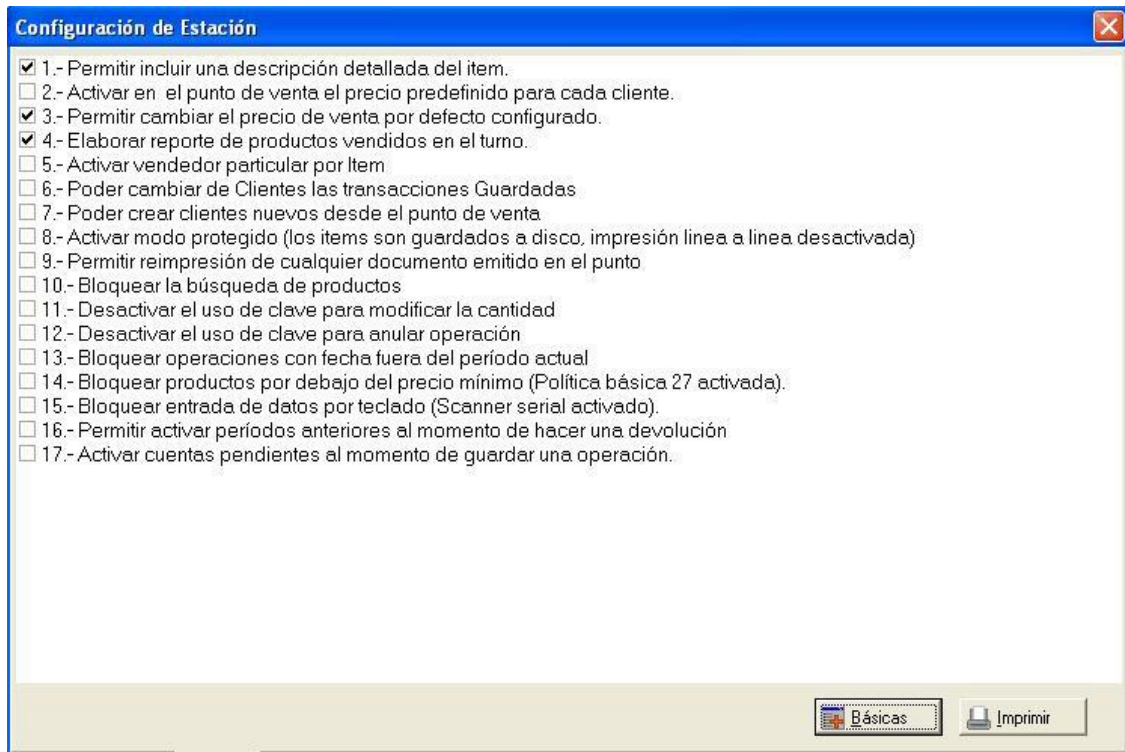 Configuración de Estación
1.- Permitir incluir una descripción detallada del item.
2.- Activar en el punto de venta el precio predefinido para cada cliente.
3.- Permitir cambiar el precio de venta por defecto configurado.
4.- Elaborar reporte de productos vendidos en el turno.
5.- Activar vendedor particular por Item
6.- Poder cambiar de Clientes las transacciones Guardadas
7.- Poder crear clientes nuevos desde el punto de venta
8.- Activar modo protegido (los items son guardados a disco, impresión linea a linea desactivada)
9.- Permitir reimpresión de cualquier documento emitido en el punto
10.- Bloquear la búsqueda de productos
11.- Desactivar el uso de clave para modificar la cantidad
12.- Desactivar el uso de clave para anular operación
13.- Bloquear operaciones con fecha fuera del período actual
14.- Bloquear productos por debajo del precio mínimo (Política básica 27 activada).
15.- Bloquear entrada de datos por teclado (Scanner serial activado).
16.- Permitir activar períodos anteriores al momento de hacer una devolución
17.- Activar cuentas pendientes al momento de guardar una operación.
Básicas Imprimir